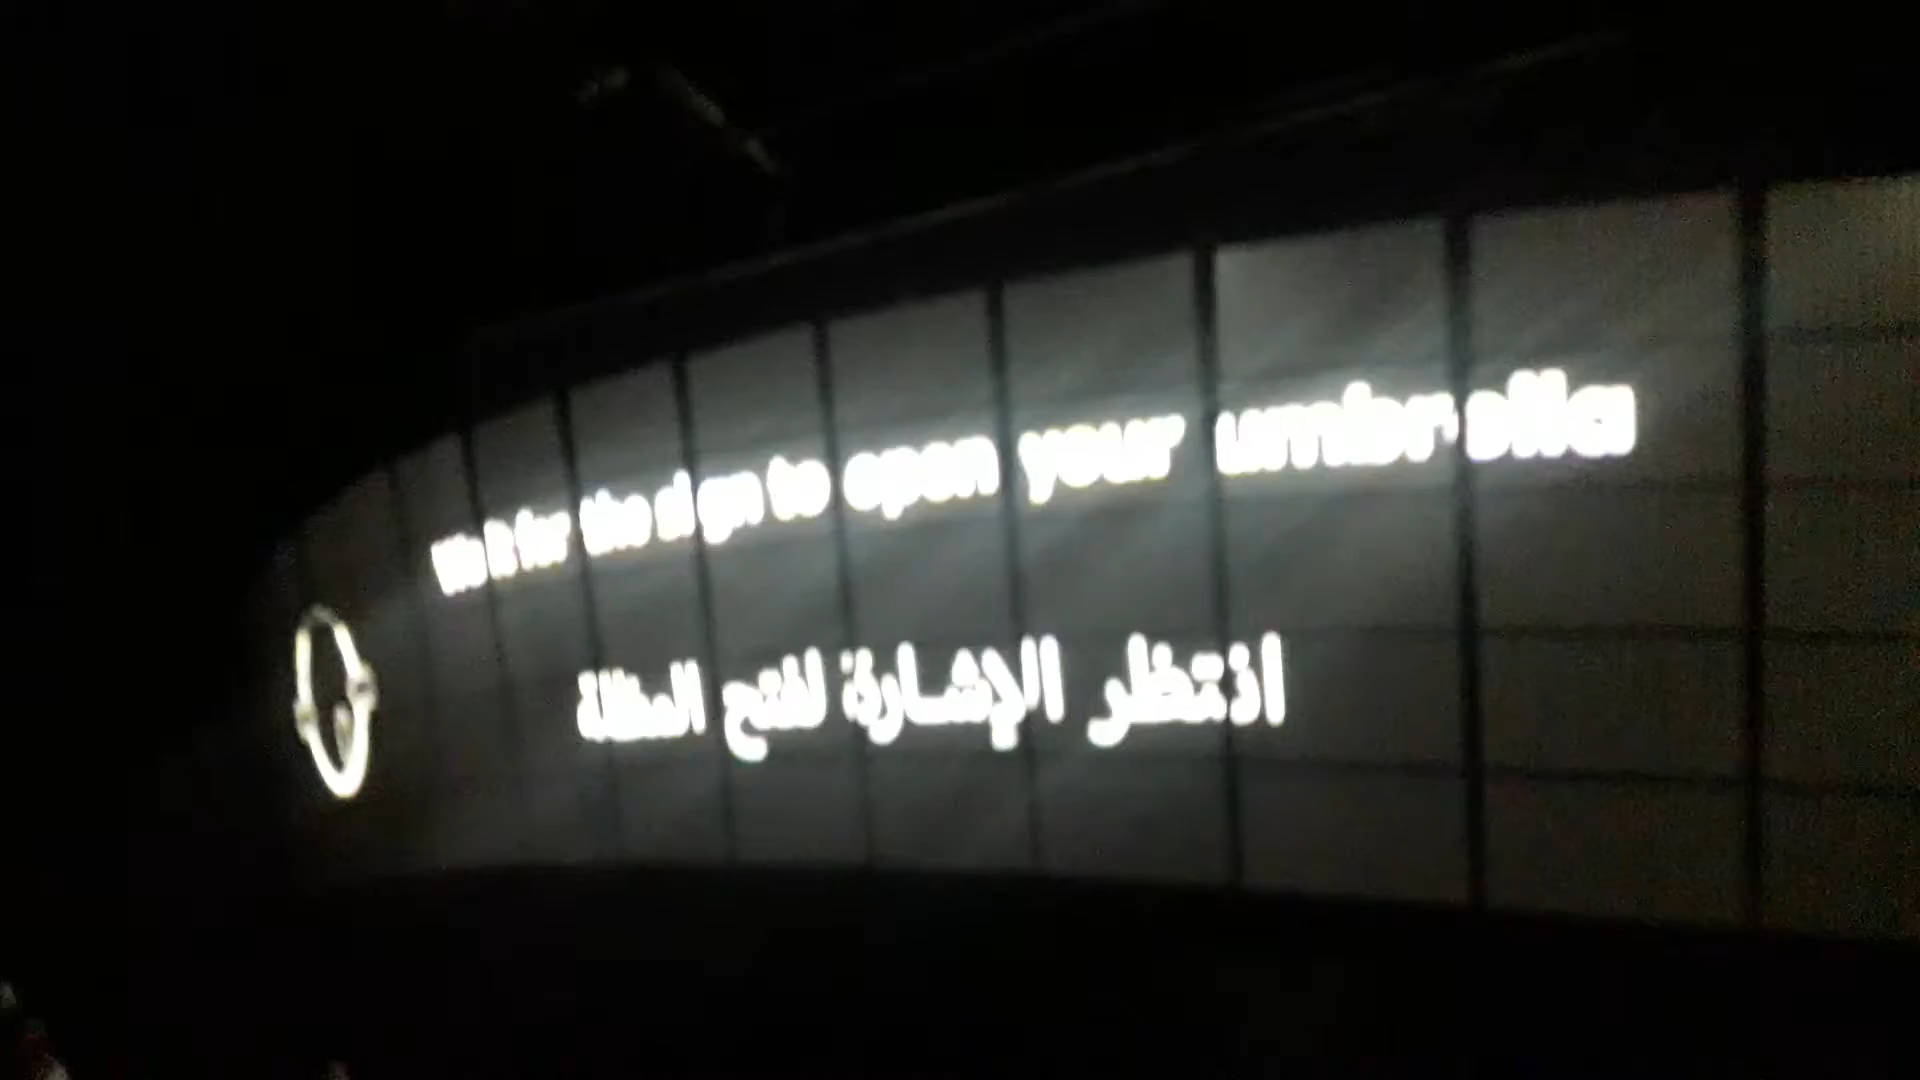 Wait for the sign to open your umbrella
انتظر الإشارة لفتح المظلة